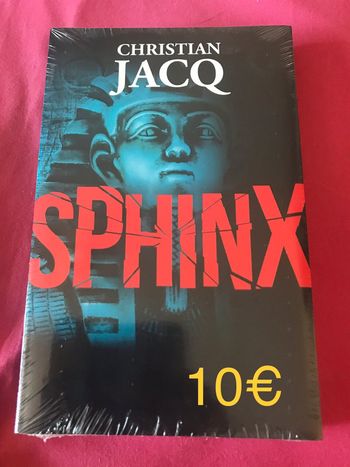 CHRISTIAN
JACQ
SPHINX
10€